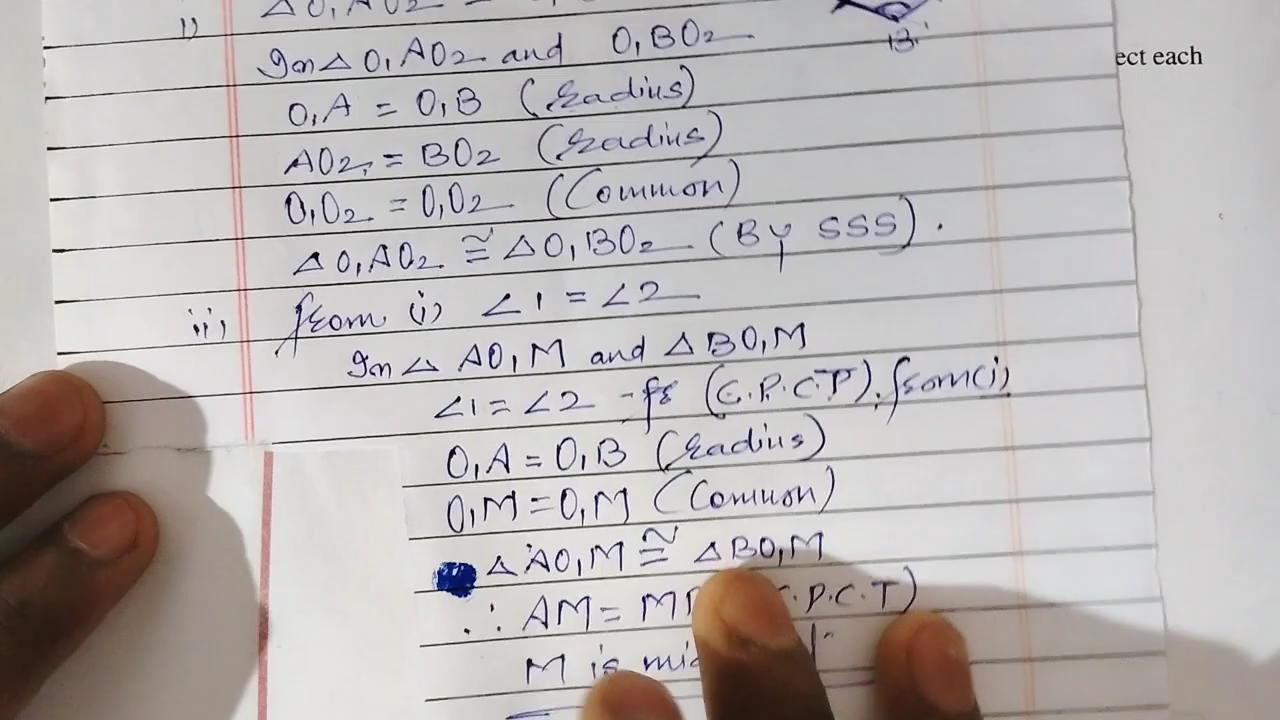 i)
In △ O₁AO₂ and O₁BO₂
B
ect each
O₁A = O₁B (radius)
AO₂ = BO₂ (radius)
O₁O₂ = O₁O₂ (Common)
△ O₁AO₂ ≅ △ O₁BO₂ (By SSS).
ii) from (i) ∠1 = ∠2
In △ AO₁M and △ BO₁M
∠1 = ∠2 (C.P.C.T). from (i)
O₁A = O₁B (radius)
O₁M = O₁M (Common)
△ AO₁M ≅ △ BO₁M
∴ AM = .P.C.T)
M is